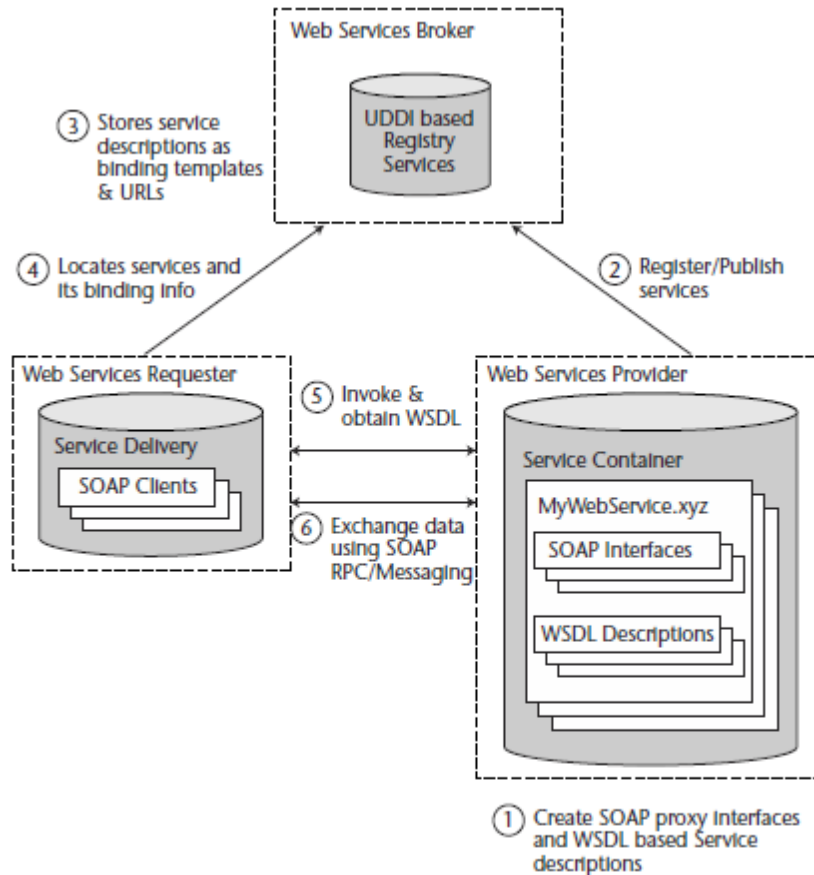 Web Services Broker
UDDI based
Registry
Services
3 Stores service
descriptions as
binding templates
& URLs
4 Locates services and
its binding info
2 Register/Publish
services
Web Services Requester
Service Delivery
SOAP Clients
5 Invoke &
obtain WSDL
6 Exchange data
using SOAP
RPC/Messaging
Web Services Provider
Service Container
MyWebService.xyz
SOAP Interfaces
WSDL Descriptions
1 Create SOAP proxy interfaces
and WSDL based Service
descriptions